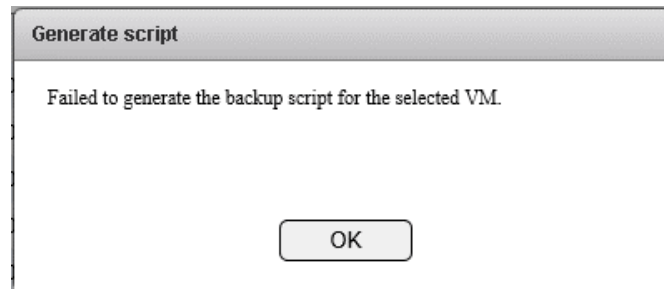 Generate script
Failed to generate the backup script for the selected VM.
OK